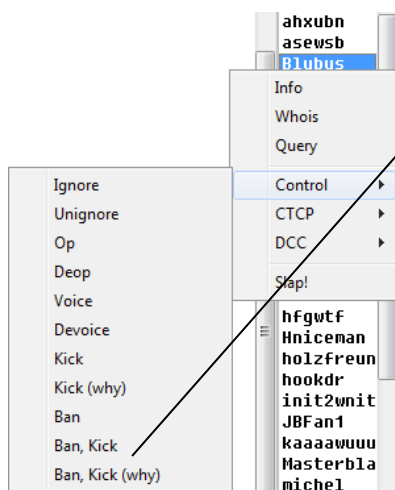 ahxubn
asewsb
Blubus
Info
Whois
Query
Control
CTCP
DCC
Slap!
Ignore
Unignore
Op
Deop
Voice
Devoice
Kick
Kick (why)
Ban
Ban, Kick
Ban, Kick (why)
hfgwtf
Hniceman
holzfreun
hookdr
init2wnit
JBFan1
kaaaawuuu
Masterbla
michel